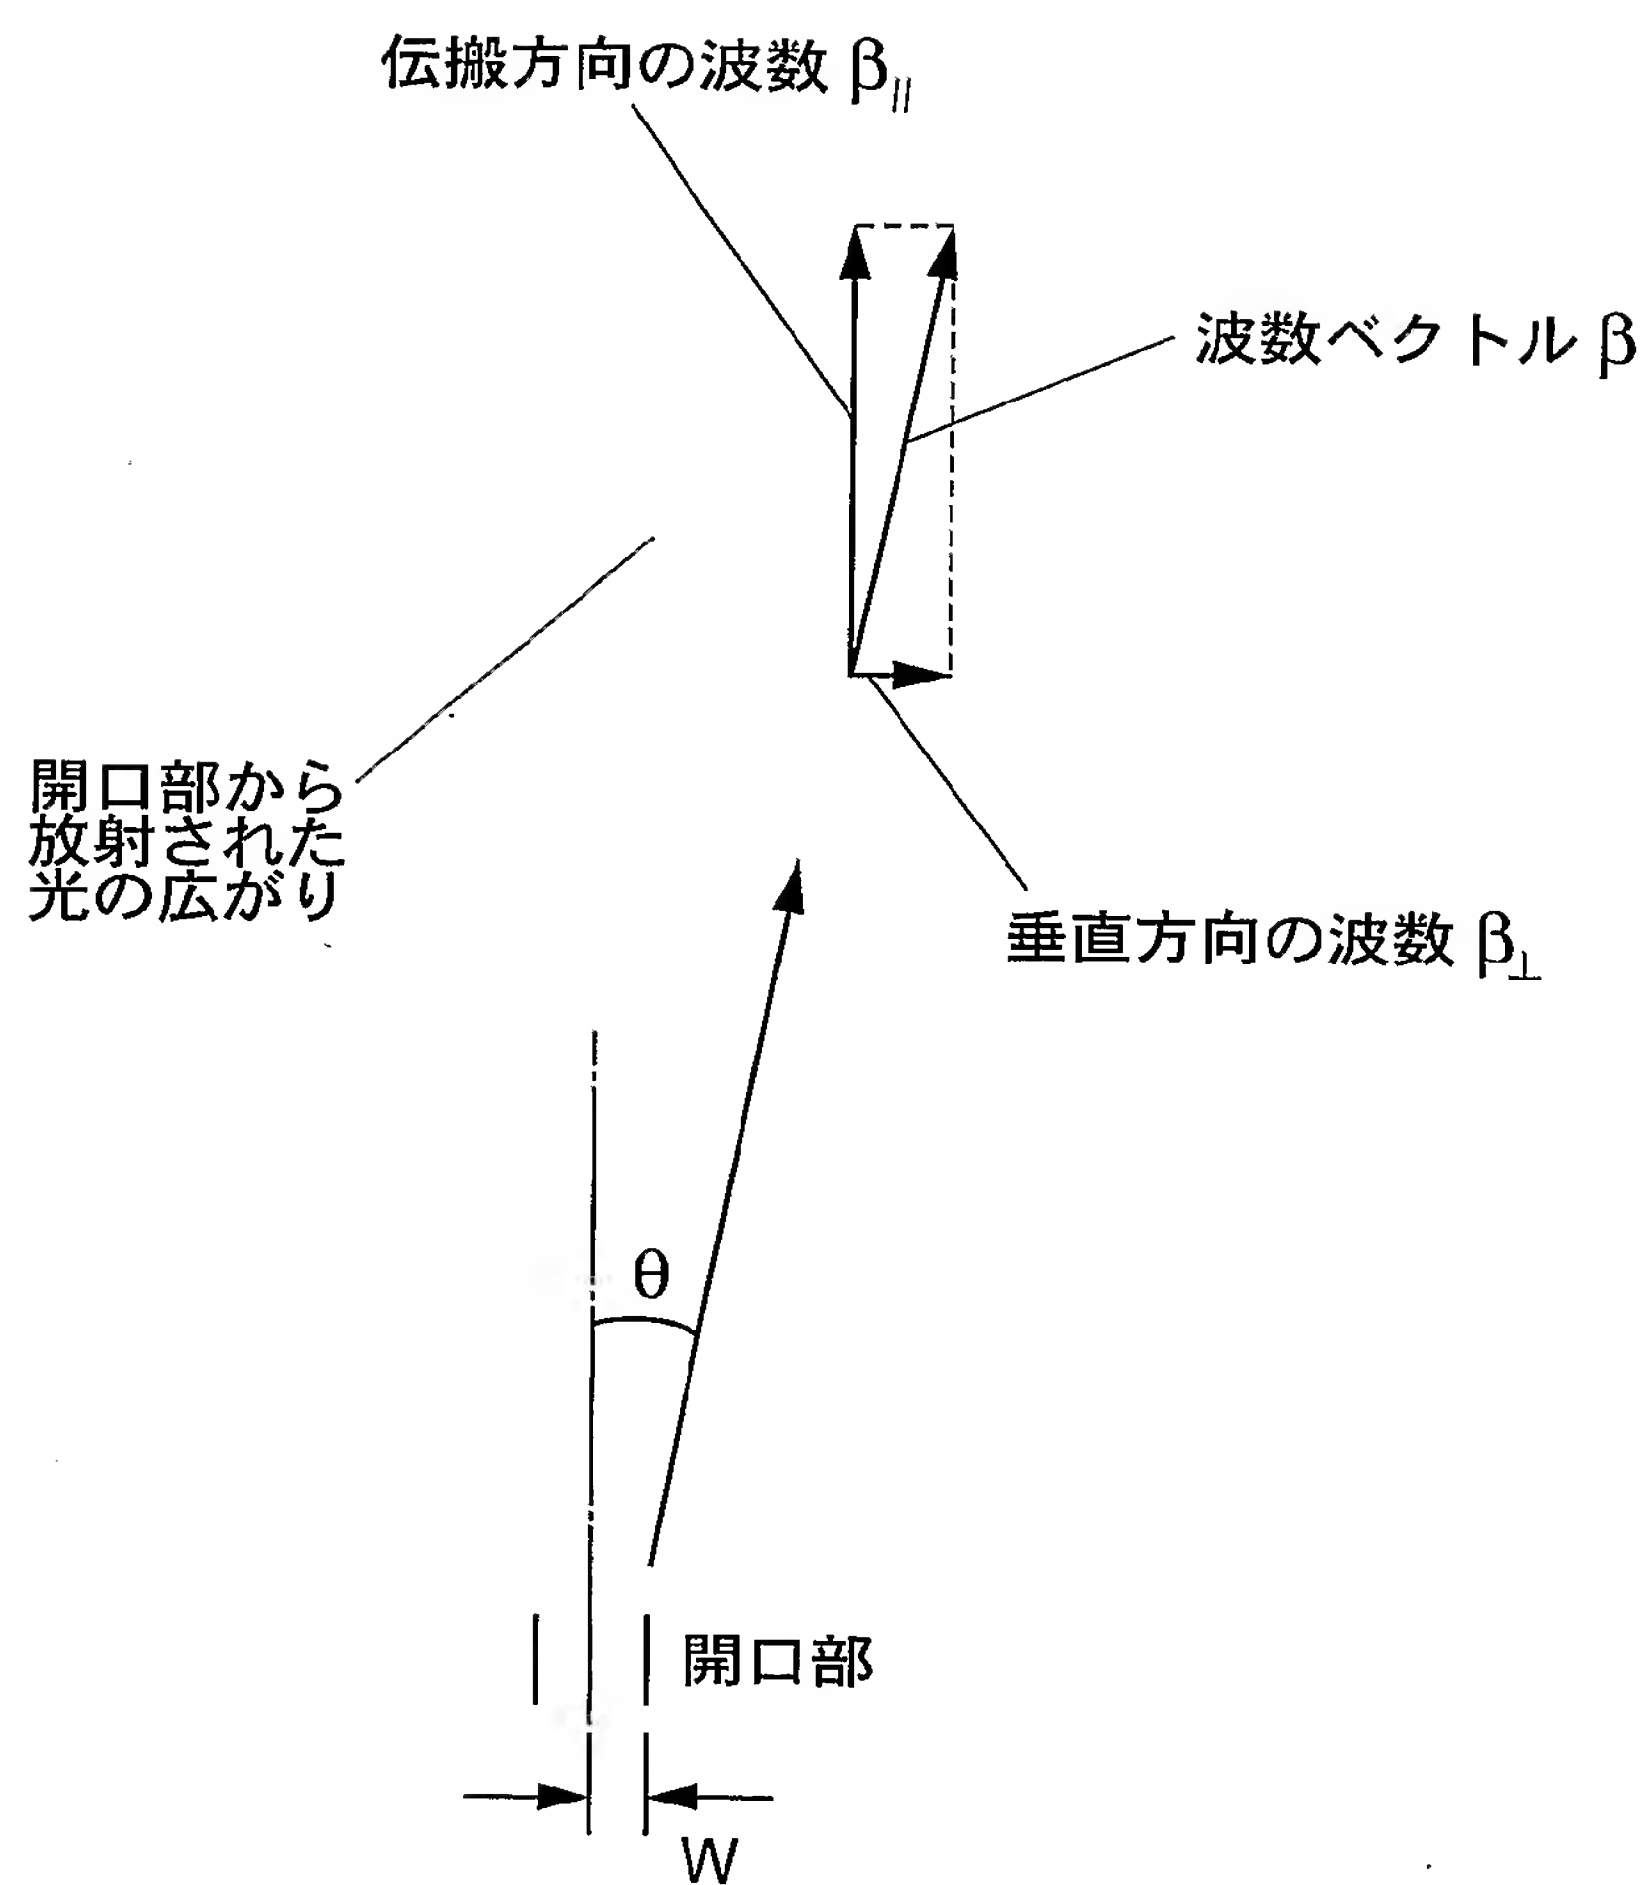 伝搬方向の波数 β∥
波数ベクトル β
開口部から
放射された
光の広がり
垂直方向の波数 β⊥
θ
開口部
W